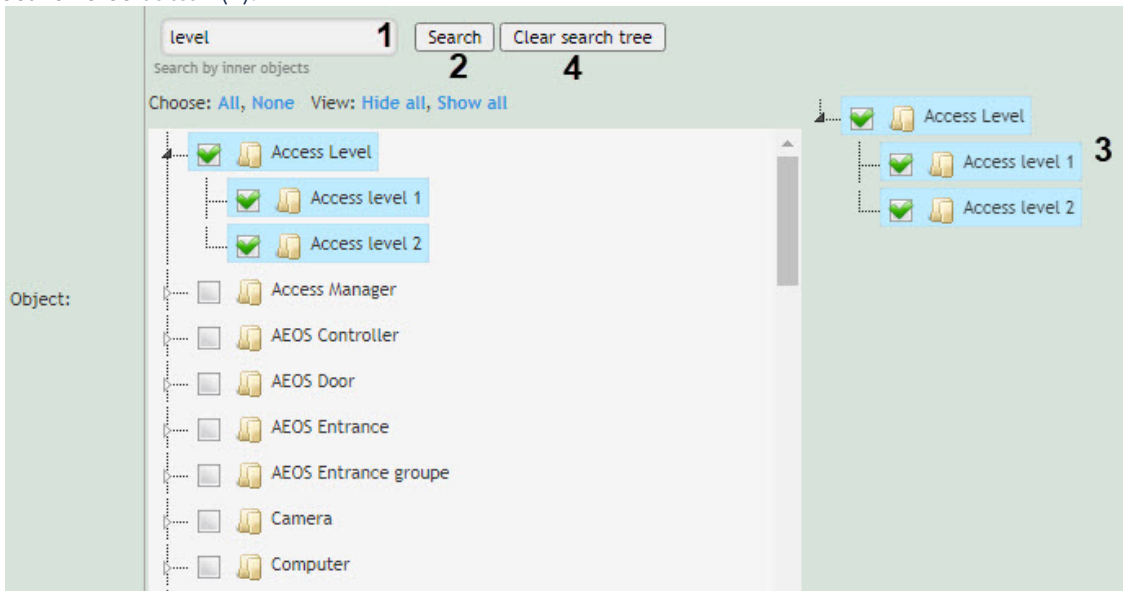 level 1 Search Clear search tree
Search by inner objects 2 4
Choose: All, None View: Hide all, Show all
Access Level
Access level 1
Access level 2
Access Manager
AEOS Controller
AEOS Door
AEOS Entrance
AEOS Entrance groupe
Camera
Computer
Object:
Access Level
Access level 1 3
Access level 2